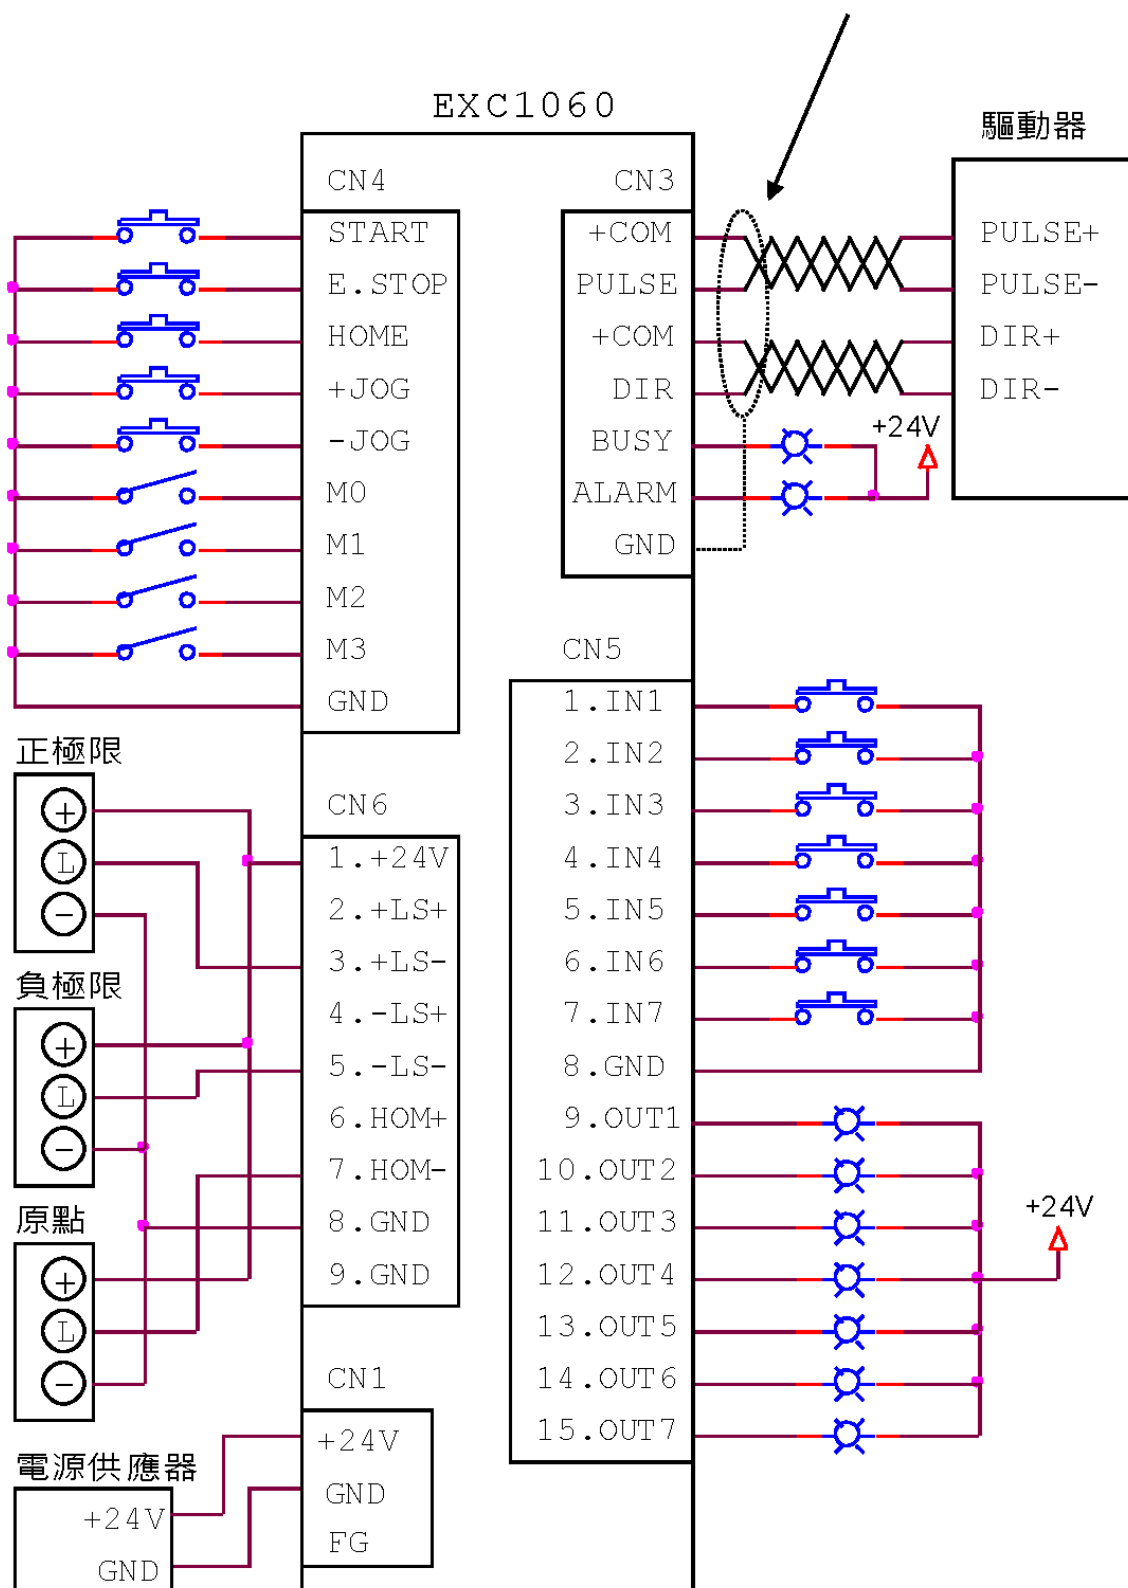 EXC1060
驅動器
CN4
CN3
START
E.STOP
HOME
+JOG
-JOG
M0
M1
M2
M3
GND
+COM
PULSE
+COM
DIR
BUSY
ALARM
GND
PULSE+
PULSE-
DIR+
DIR-
+24V
CN5
1.IN1
2.IN2
3.IN3
4.IN4
5.IN5
6.IN6
7.IN7
8.GND
9.OUT1
10.OUT2
11.OUT3
12.OUT4
13.OUT5
14.OUT6
15.OUT7
+24V
正極限
+
L
-
負極限
+
L
-
原點
+
L
-
CN6
1.+24V
2.+LS+
3.+LS-
4.-LS+
5.-LS-
6.HOM+
7.HOM-
8.GND
9.GND
CN1
+24V
GND
FG
電源供應器
+24V
GND